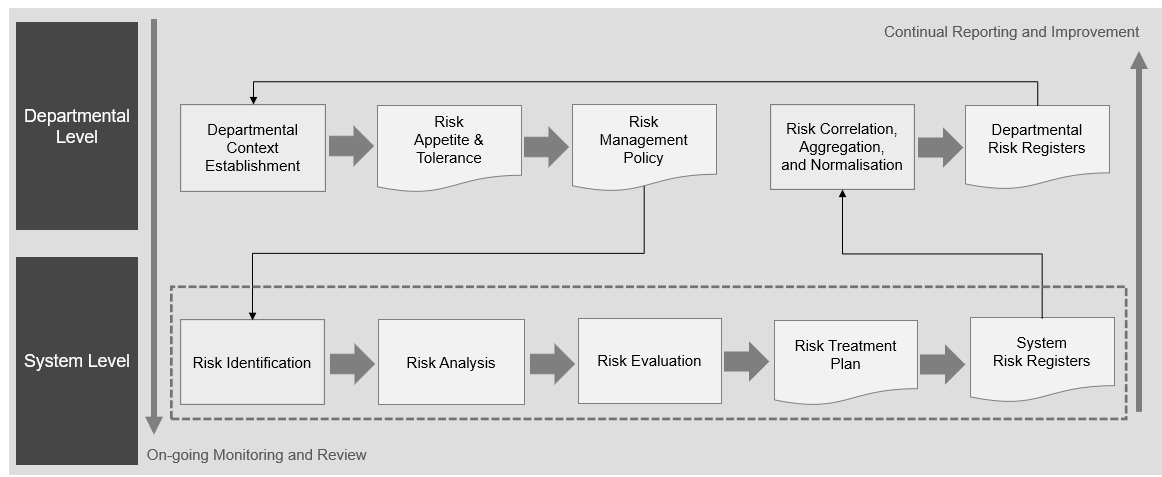 Continual Reporting and Improvement
Departmental
Level
Departmental
Context
Establishment
Risk
Appetite &
Tolerance
Risk
Management
Policy
Risk Correlation,
Aggregation,
and Normalisation
Departmental
Risk Registers
System Level
Risk Identification
Risk Analysis
Risk Evaluation
Risk Treatment
Plan
System
Risk Registers
On-going Monitoring and Review